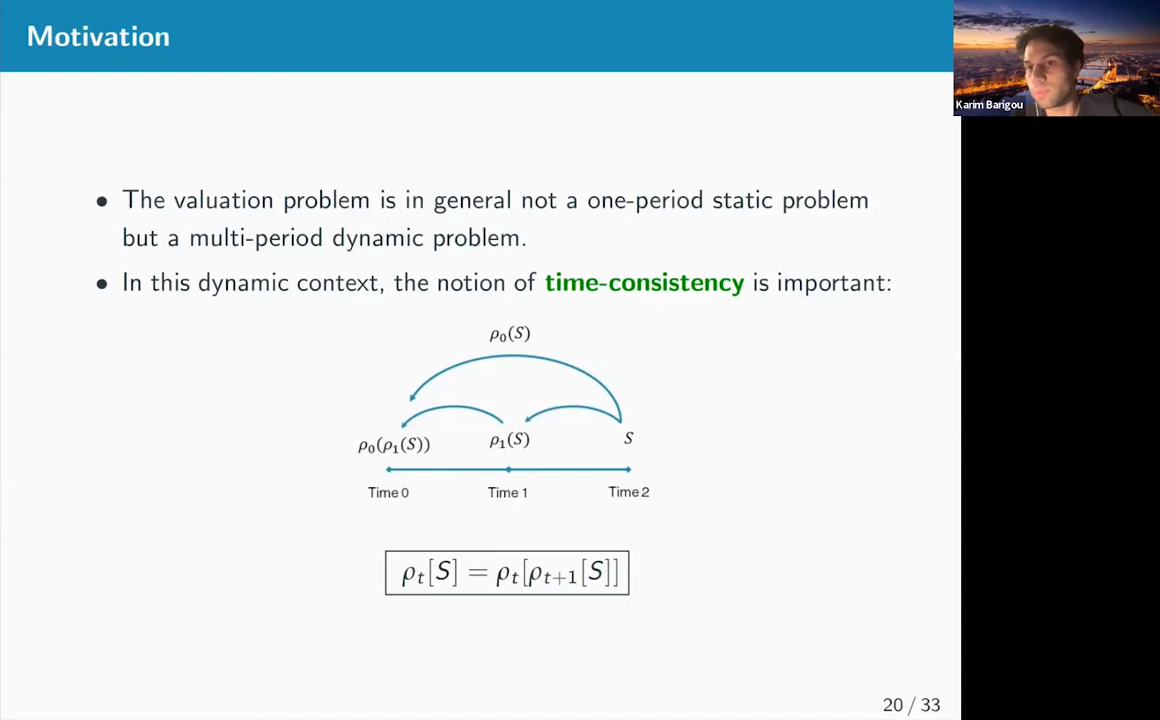 Motivation
Karim Barigou
• The valuation problem is in general not a one-period static problem
but a multi-period dynamic problem.
• In this dynamic context, the notion of time-consistency is important:
ρ₀(S)
ρ₀(ρ₁(S)) ρ₁(S) S
Time 0 Time 1 Time 2
ρₜ[S] = ρₜ[ρₜ₊₁[S]]
20 / 33